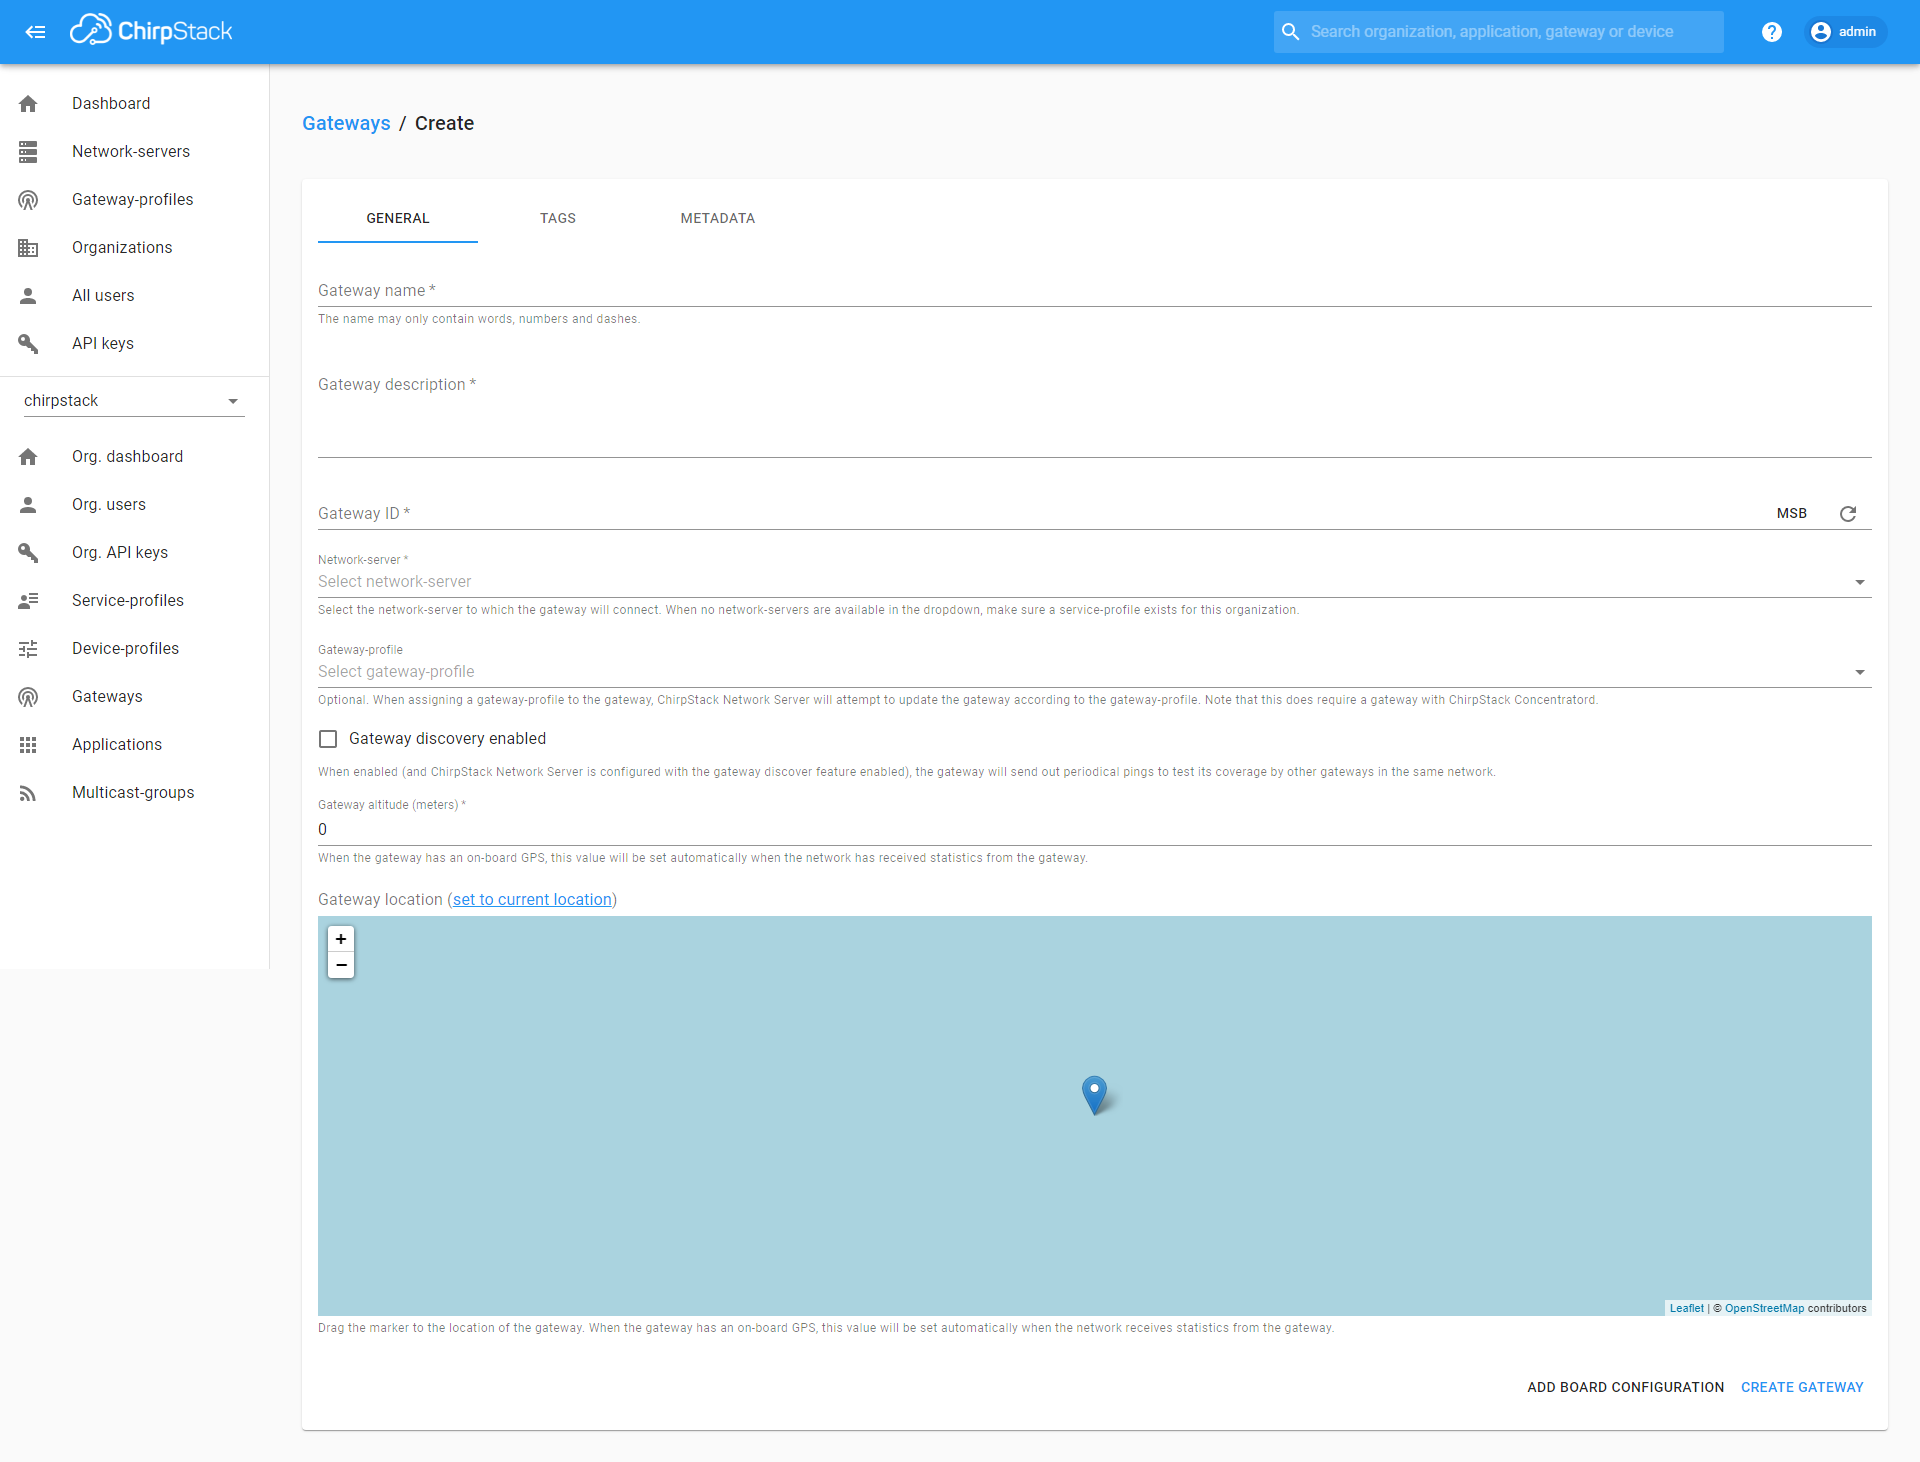 ChirpStack
Search organization, application, gateway or device
?
admin
Dashboard
Network-servers
Gateway-profiles
Organizations
All users
API keys
chirpstack
Org. dashboard
Org. users
Org. API keys
Service-profiles
Device-profiles
Gateways
Applications
Multicast-groups
Gateways / Create
GENERAL TAGS METADATA
Gateway name *
The name may only contain words, numbers and dashes.
Gateway description *
Gateway ID * MSB
Network-server *
Select network-server
Select the network-server to which the gateway will connect. When no network-servers are available in the dropdown, make sure a service-profile exists for this organization.
Gateway-profile
Select gateway-profile
Optional. When assigning a gateway-profile to the gateway, ChirpStack Network Server will attempt to update the gateway according to the gateway-profile. Note that this does require a gateway with ChirpStack Concentratord.
Gateway discovery enabled
When enabled (and ChirpStack Network Server is configured with the gateway discover feature enabled), the gateway will send out periodical pings to test its coverage by other gateways in the same network.
Gateway altitude (meters) *
0
When the gateway has an on-board GPS, this value will be set automatically when the network has received statistics from the gateway.
Gateway location (set to current location)
+
−
Leaflet | © OpenStreetMap contributors
Drag the marker to the location of the gateway. When the gateway has an on-board GPS, this value will be set automatically when the network receives statistics from the gateway.
ADD BOARD CONFIGURATION CREATE GATEWAY